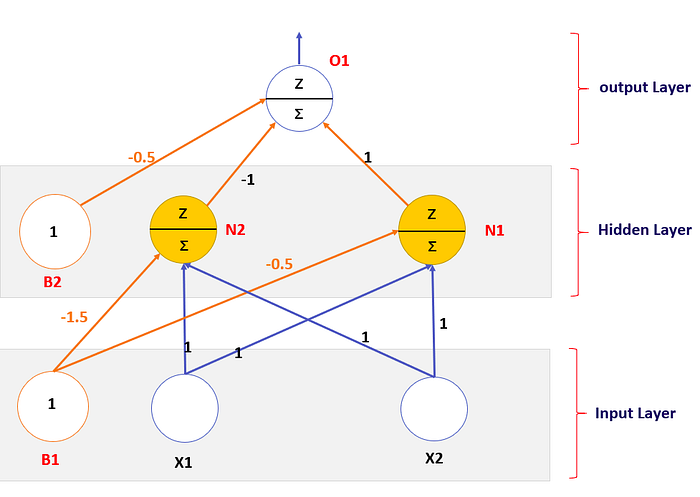 O1
Z
Σ
output Layer
-0.5
-1
1
1
B2
Z
Σ
N2
Z
Σ
N1
Hidden Layer
-0.5
-1.5
1
1
1
1
1
B1
X1
X2
Input Layer